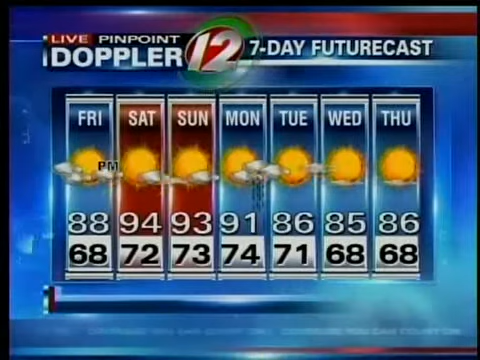 LIVE PINPOINT
DOPPLER 12 7-DAY FUTURECAST
FRI SAT SUN MON TUE WED THU
PM
88 94 93 91 86 85 86
68 72 73 74 71 68 68